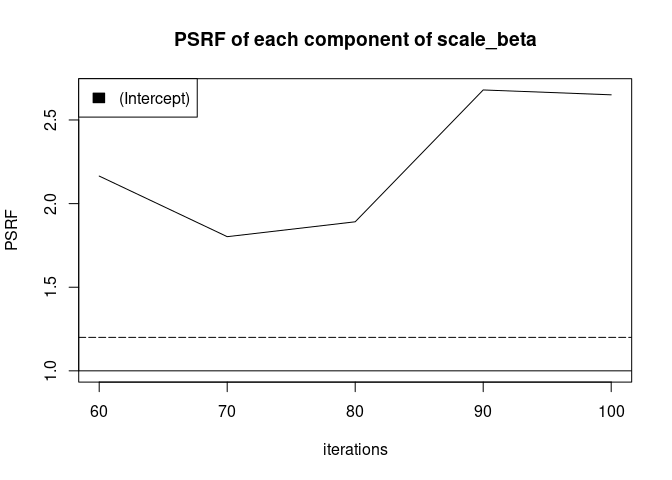 PSRF of each component of scale_beta
(Intercept)
PSRF
2.5
2.0
1.5
1.0
60 70 80 90 100
iterations